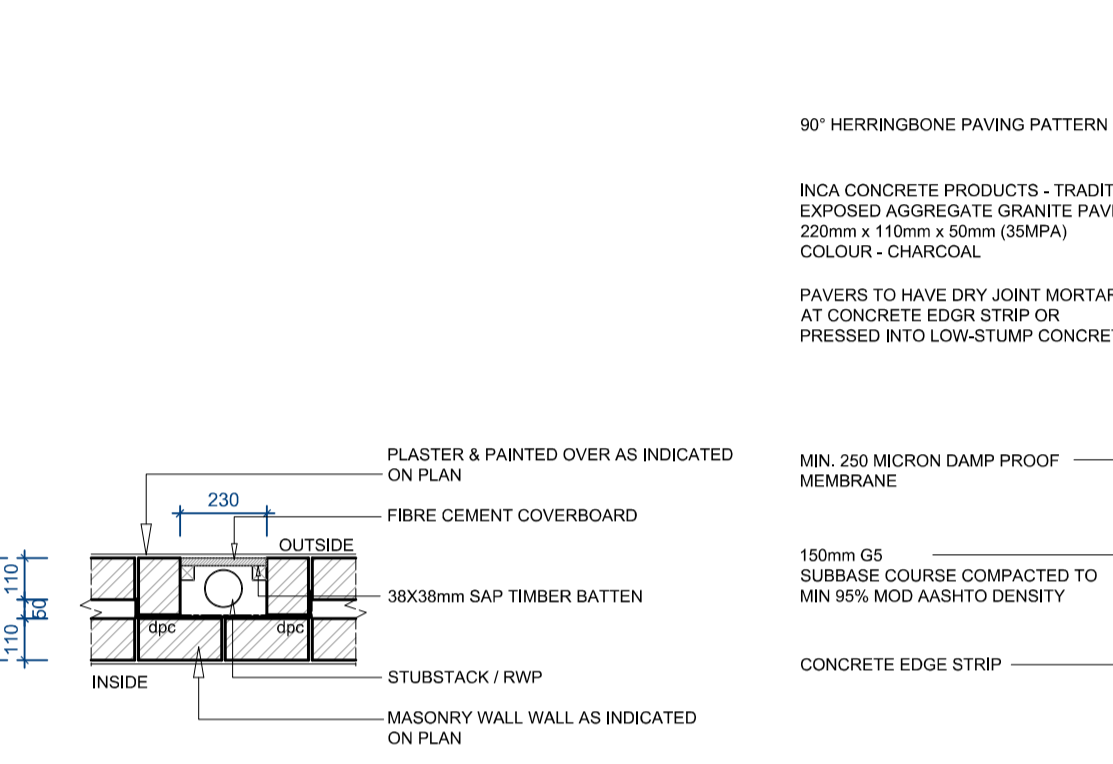 90° HERRINGBONE PAVING PATTERN
INCA CONCRETE PRODUCTS - TRADIT
EXPOSED AGGREGATE GRANITE PAV
220mm x 110mm x 50mm (35MPA)
COLOUR - CHARCOAL
PAVERS TO HAVE DRY JOINT MORTAR
AT CONCRETE EDGR STRIP OR
PRESSED INTO LOW-STUMP CONCRET
PLASTER & PAINTED OVER AS INDICATED
ON PLAN
230
FIBRE CEMENT COVERBOARD
OUTSIDE
110
50
110
38X38mm SAP TIMBER BATTEN
dpc
dpc
INSIDE
STUBSTACK / RWP
MASONRY WALL WALL AS INDICATED
ON PLAN
MIN. 250 MICRON DAMP PROOF
MEMBRANE
150mm G5
SUBBASE COURSE COMPACTED TO
MIN 95% MOD AASHTO DENSITY
CONCRETE EDGE STRIP